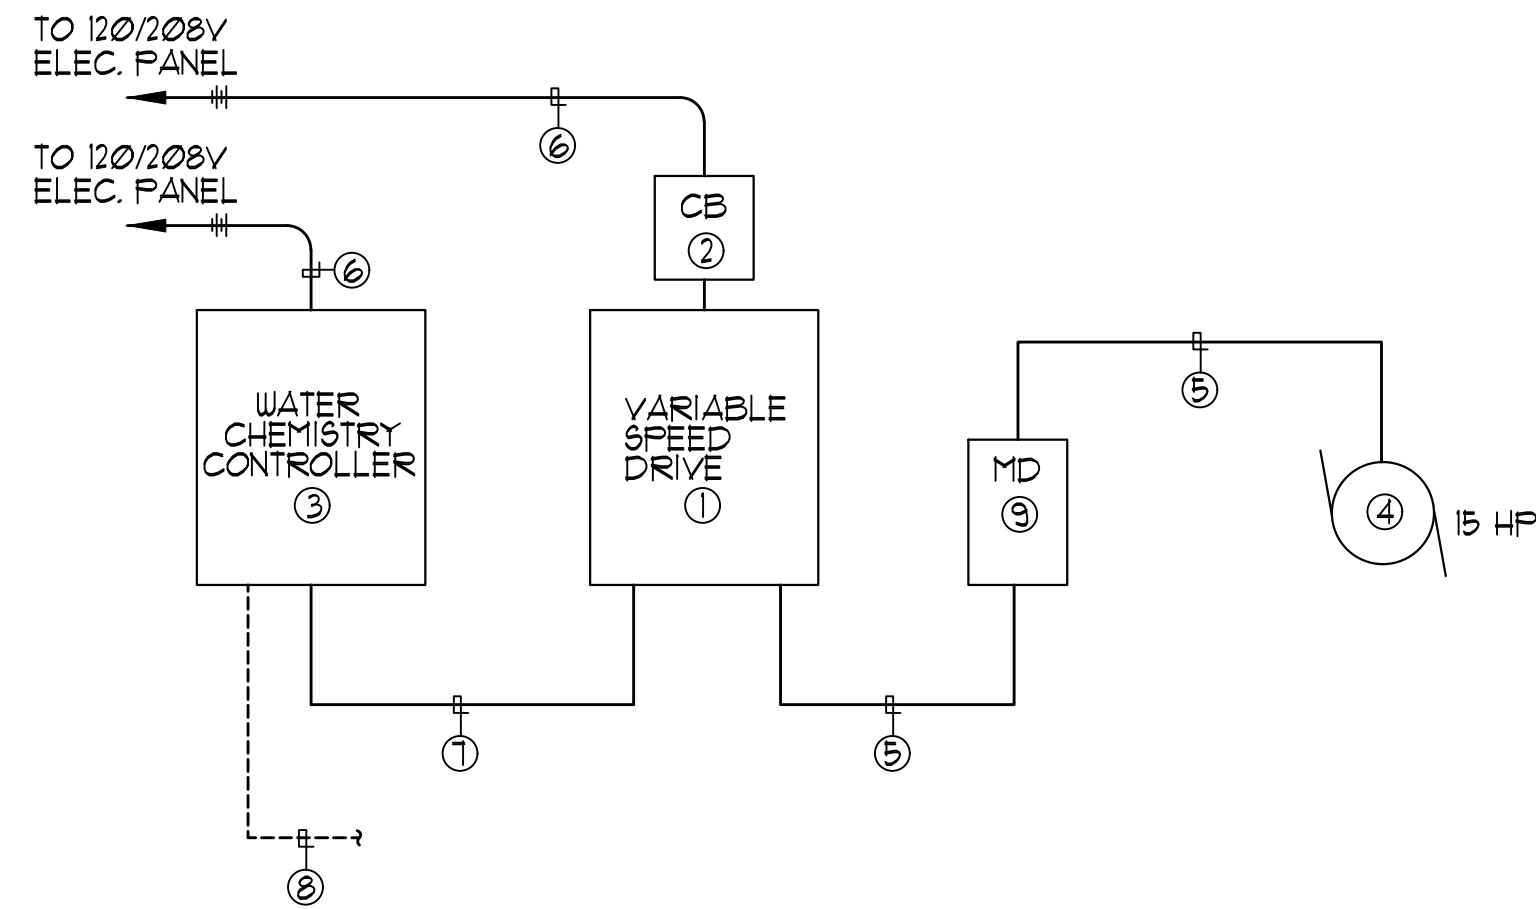 TO 120/208V
ELEC. PANEL
6
TO 120/208V
ELEC. PANEL
CB
2
6
WATER
CHEMISTRY
CONTROLLER
3
VARIABLE
SPEED
DRIVE
1
5
MD
9
4
15 HP
7
5
8